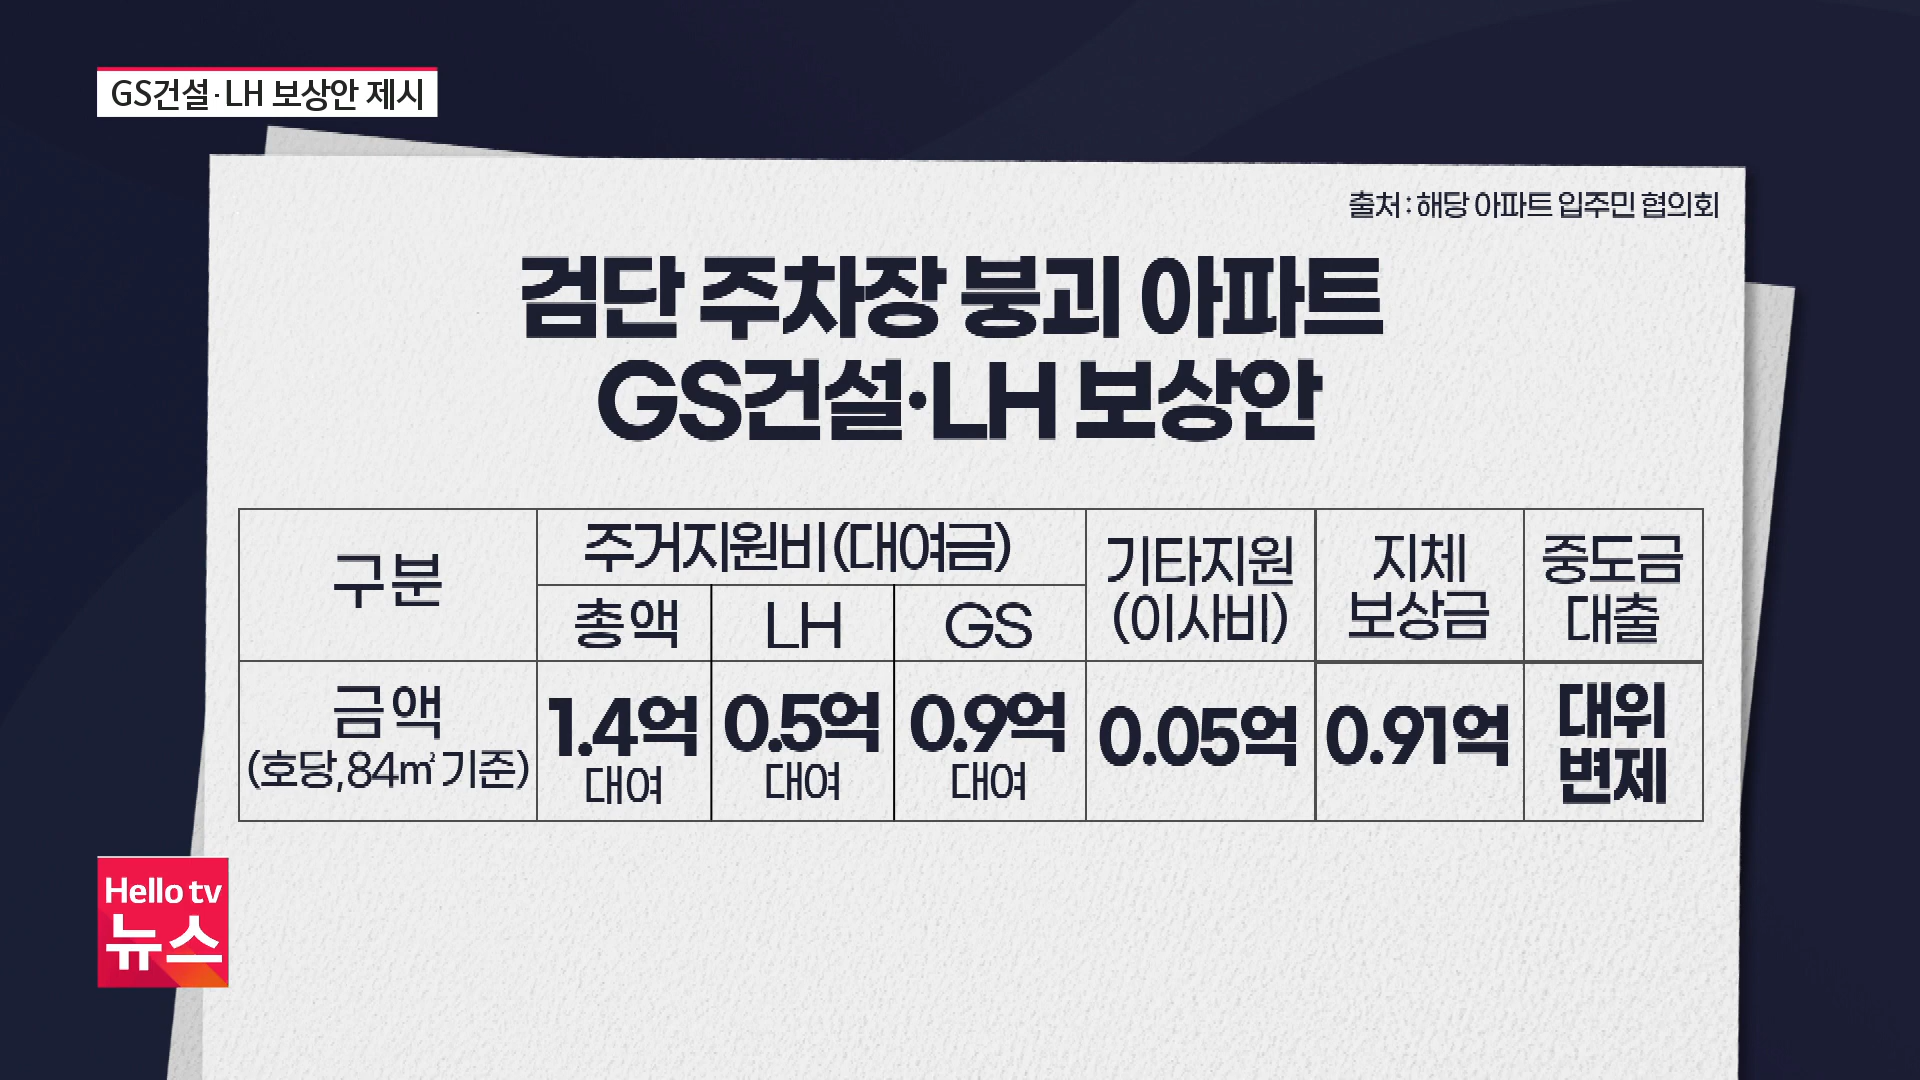 GS건설·LH 보상안 제시
출처 : 해당 아파트 입주민 협의회
검단 주차장 붕괴 아파트
GS건설·LH 보상안
구분
주거지원비(대여금)
총액
LH
GS
기타지원
(이사비)
지체
보상금
중도금
대출
금액
(호당,84㎡ 기준)
1.4억
대여
0.5억
대여
0.9억
대여
0.05억
0.91억
대위
변제
Hello tv
뉴스